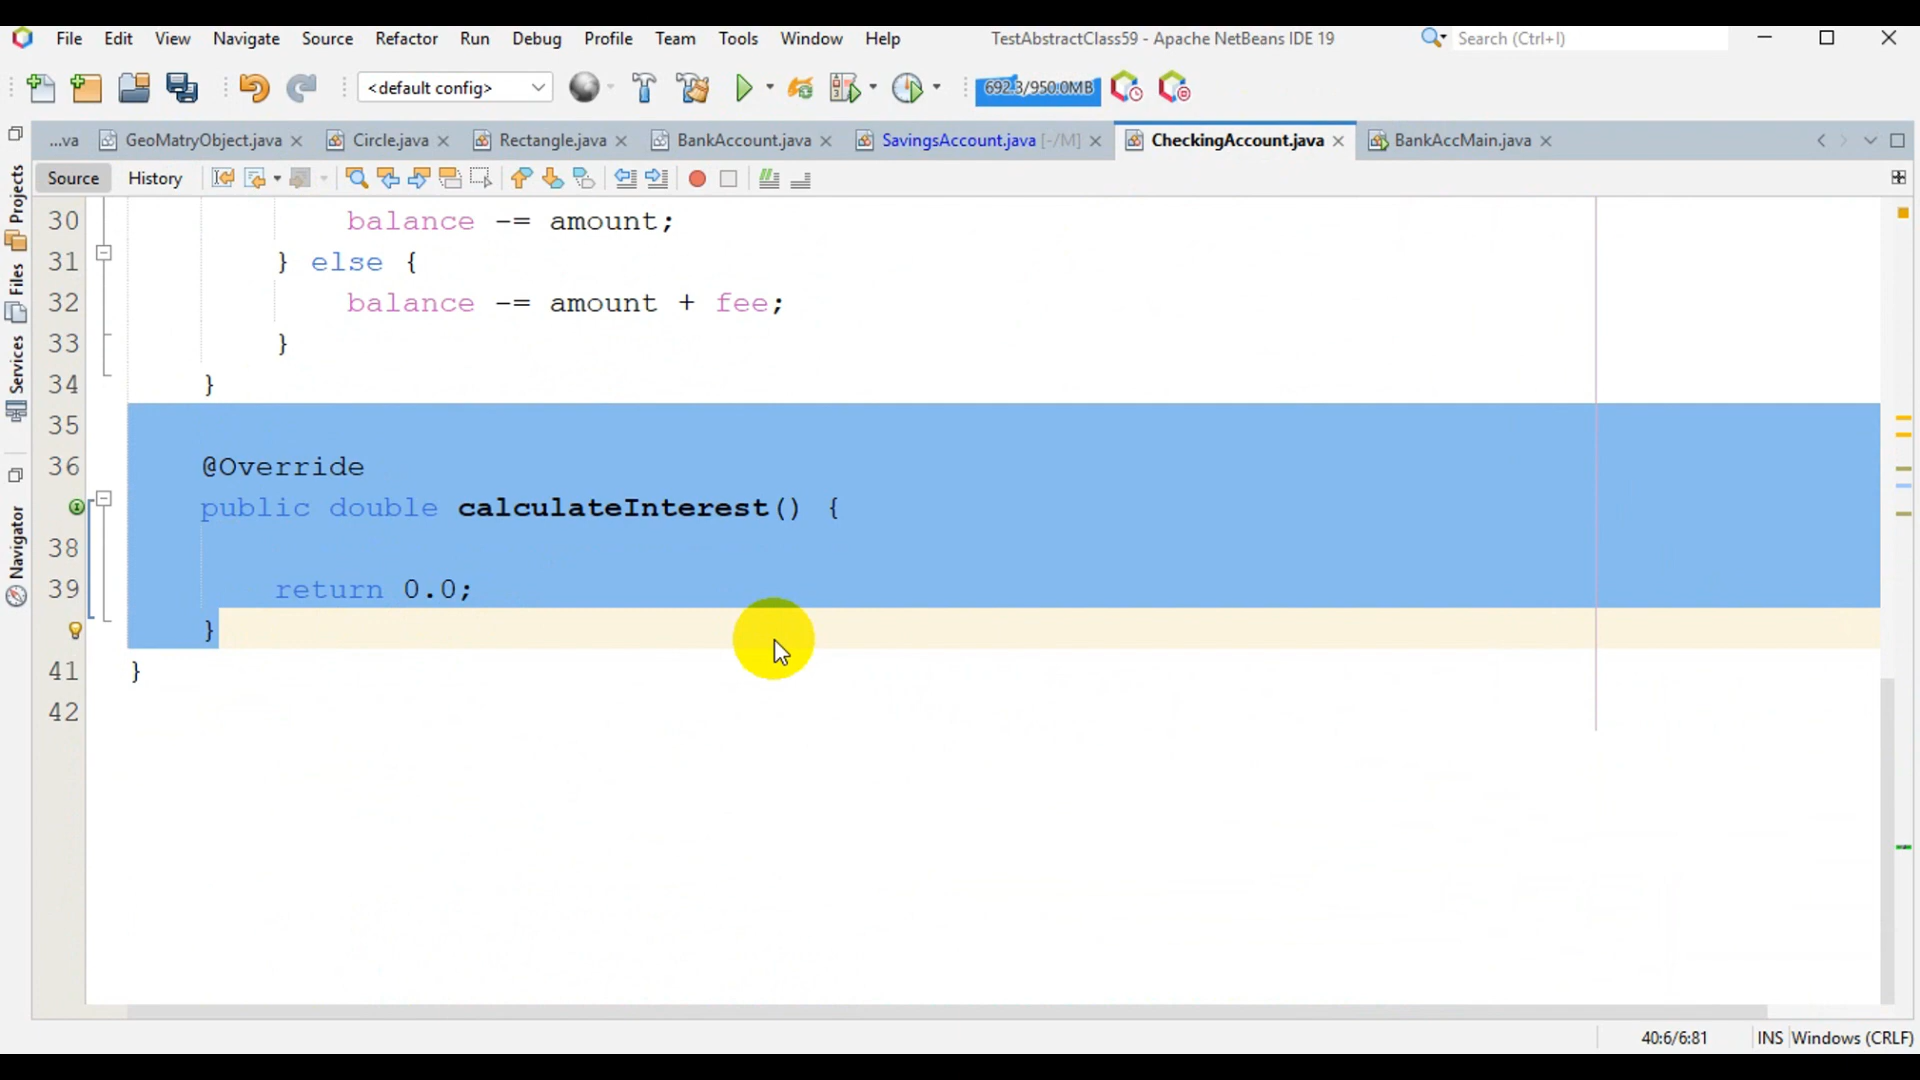 File Edit View Navigate Source Refactor Run Debug Profile Team Tools Window Help TestAbstractClass59 - Apache NetBeans IDE 19 Search (Ctrl+I)
<default config> 692.3/950.0MB
...va GeoMatryObject.java Circle.java Rectangle.java BankAccount.java SavingsAccount.java [-/M] CheckingAccount.java BankAccMain.java
Source History
Projects
Files
Services
Navigator
30 balance -= amount;
31 } else {
32 balance -= amount + fee;
33 }
34 }
35
36 @Override
public double calculateInterest() {
38
39 return 0.0;
}
41 }
42
40:6/6:81 INS Windows (CRLF)